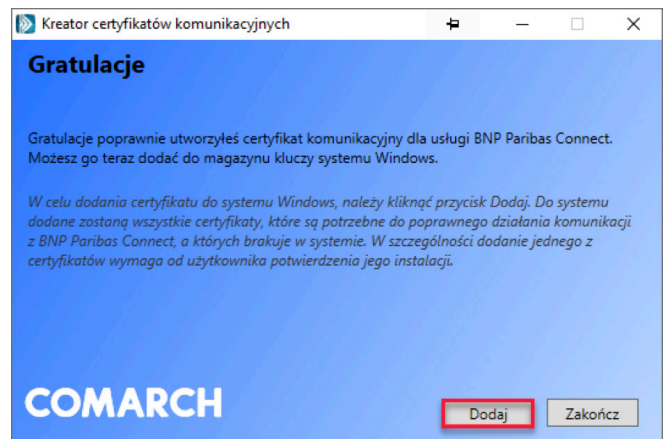 Kreator certyfikatów komunikacyjnych
Gratulacje
Gratulacje poprawnie utworzyłeś certyfikat komunikacyjny dla usługi BNP Paribas Connect.
Możesz go teraz dodać do magazynu kluczy systemu Windows.
W celu dodania certyfikatu do systemu Windows, należy kliknąć przycisk Dodaj. Do systemu
dodane zostaną wszystkie certyfikaty, które są potrzebne do poprawnego działania komunikacji
z BNP Paribas Connect, a których brakuje w systemie. W szczególności dodanie jednego z
certyfikatów wymaga od użytkownika potwierdzenia jego instalacji.
COMARCH
Dodaj
Zakończ